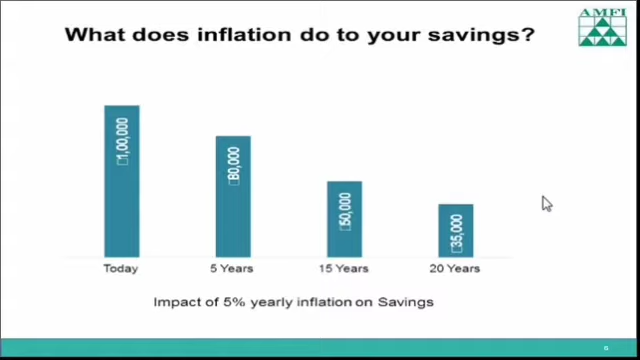 AMFI
What does inflation do to your savings?
□1,00,000
□80,000
□50,000
□35,000
Today 5 Years 15 Years 20 Years
Impact of 5% yearly inflation on Savings